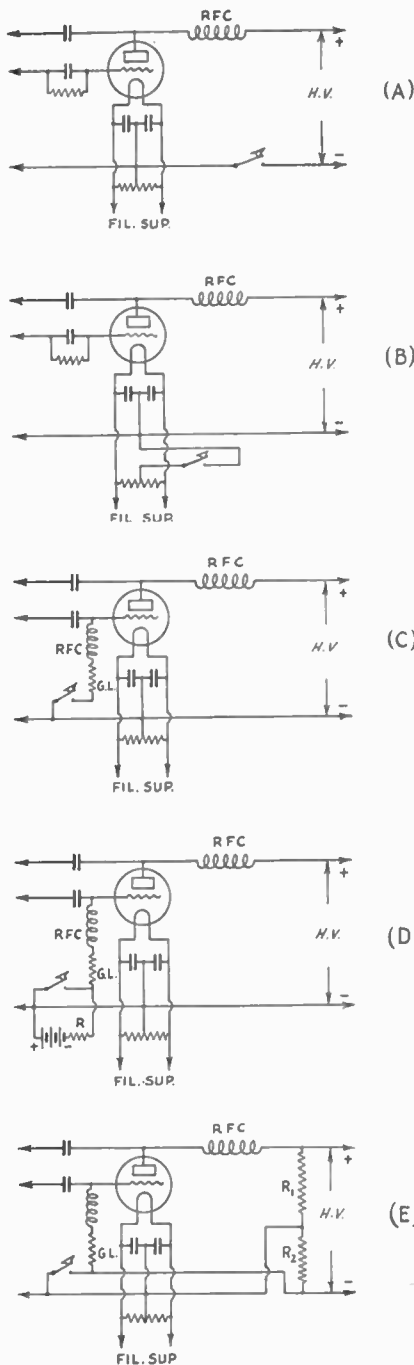 RFC
+
H.V.
(A)
-
FIL. SUP.
RFC
+
H.V.
(B)
-
FIL. SUP.
RFC
+
H.V.
(C)
RFC
G.L.
-
FIL. SUP.
RFC
+
H.V.
(D
RFC
G.L.
-
+ - R
FIL. SUP.
RFC
+
R1
H.V.
(E)
G.L.
R2
-
FIL. SUP.